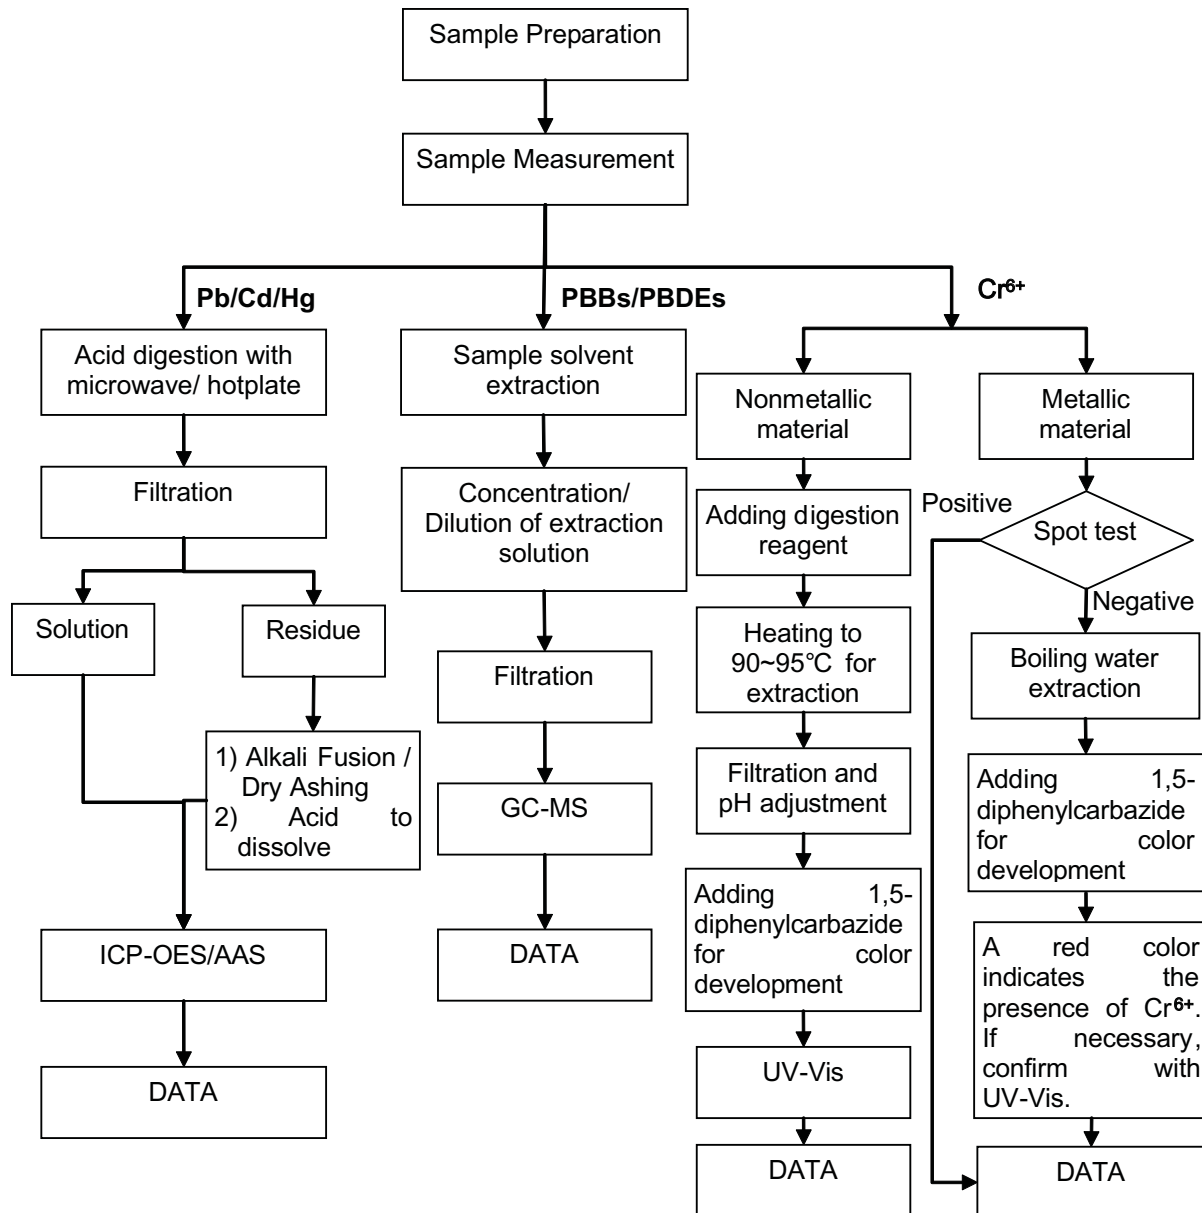 Sample Preparation
Sample Measurement
Pb/Cd/Hg
PBBs/PBDEs
Cr⁶⁺
Acid digestion with
microwave/ hotplate
Filtration
Solution
Residue
1) Alkali Fusion /
Dry Ashing
2) Acid to
dissolve
ICP-OES/AAS
DATA
Sample solvent
extraction
Concentration/
Dilution of extraction
solution
Filtration
GC-MS
DATA
Nonmetallic
material
Adding digestion
reagent
Heating to
90~95℃ for
extraction
Filtration and
pH adjustment
Adding 1,5-
diphenylcarbazide
for color
development
UV-Vis
DATA
Metallic
material
Positive
Spot test
Negative
Boiling water
extraction
Adding 1,5-
diphenylcarbazide
for color
development
A red color
indicates the
presence of Cr⁶⁺.
If necessary,
confirm with
UV-Vis.
DATA